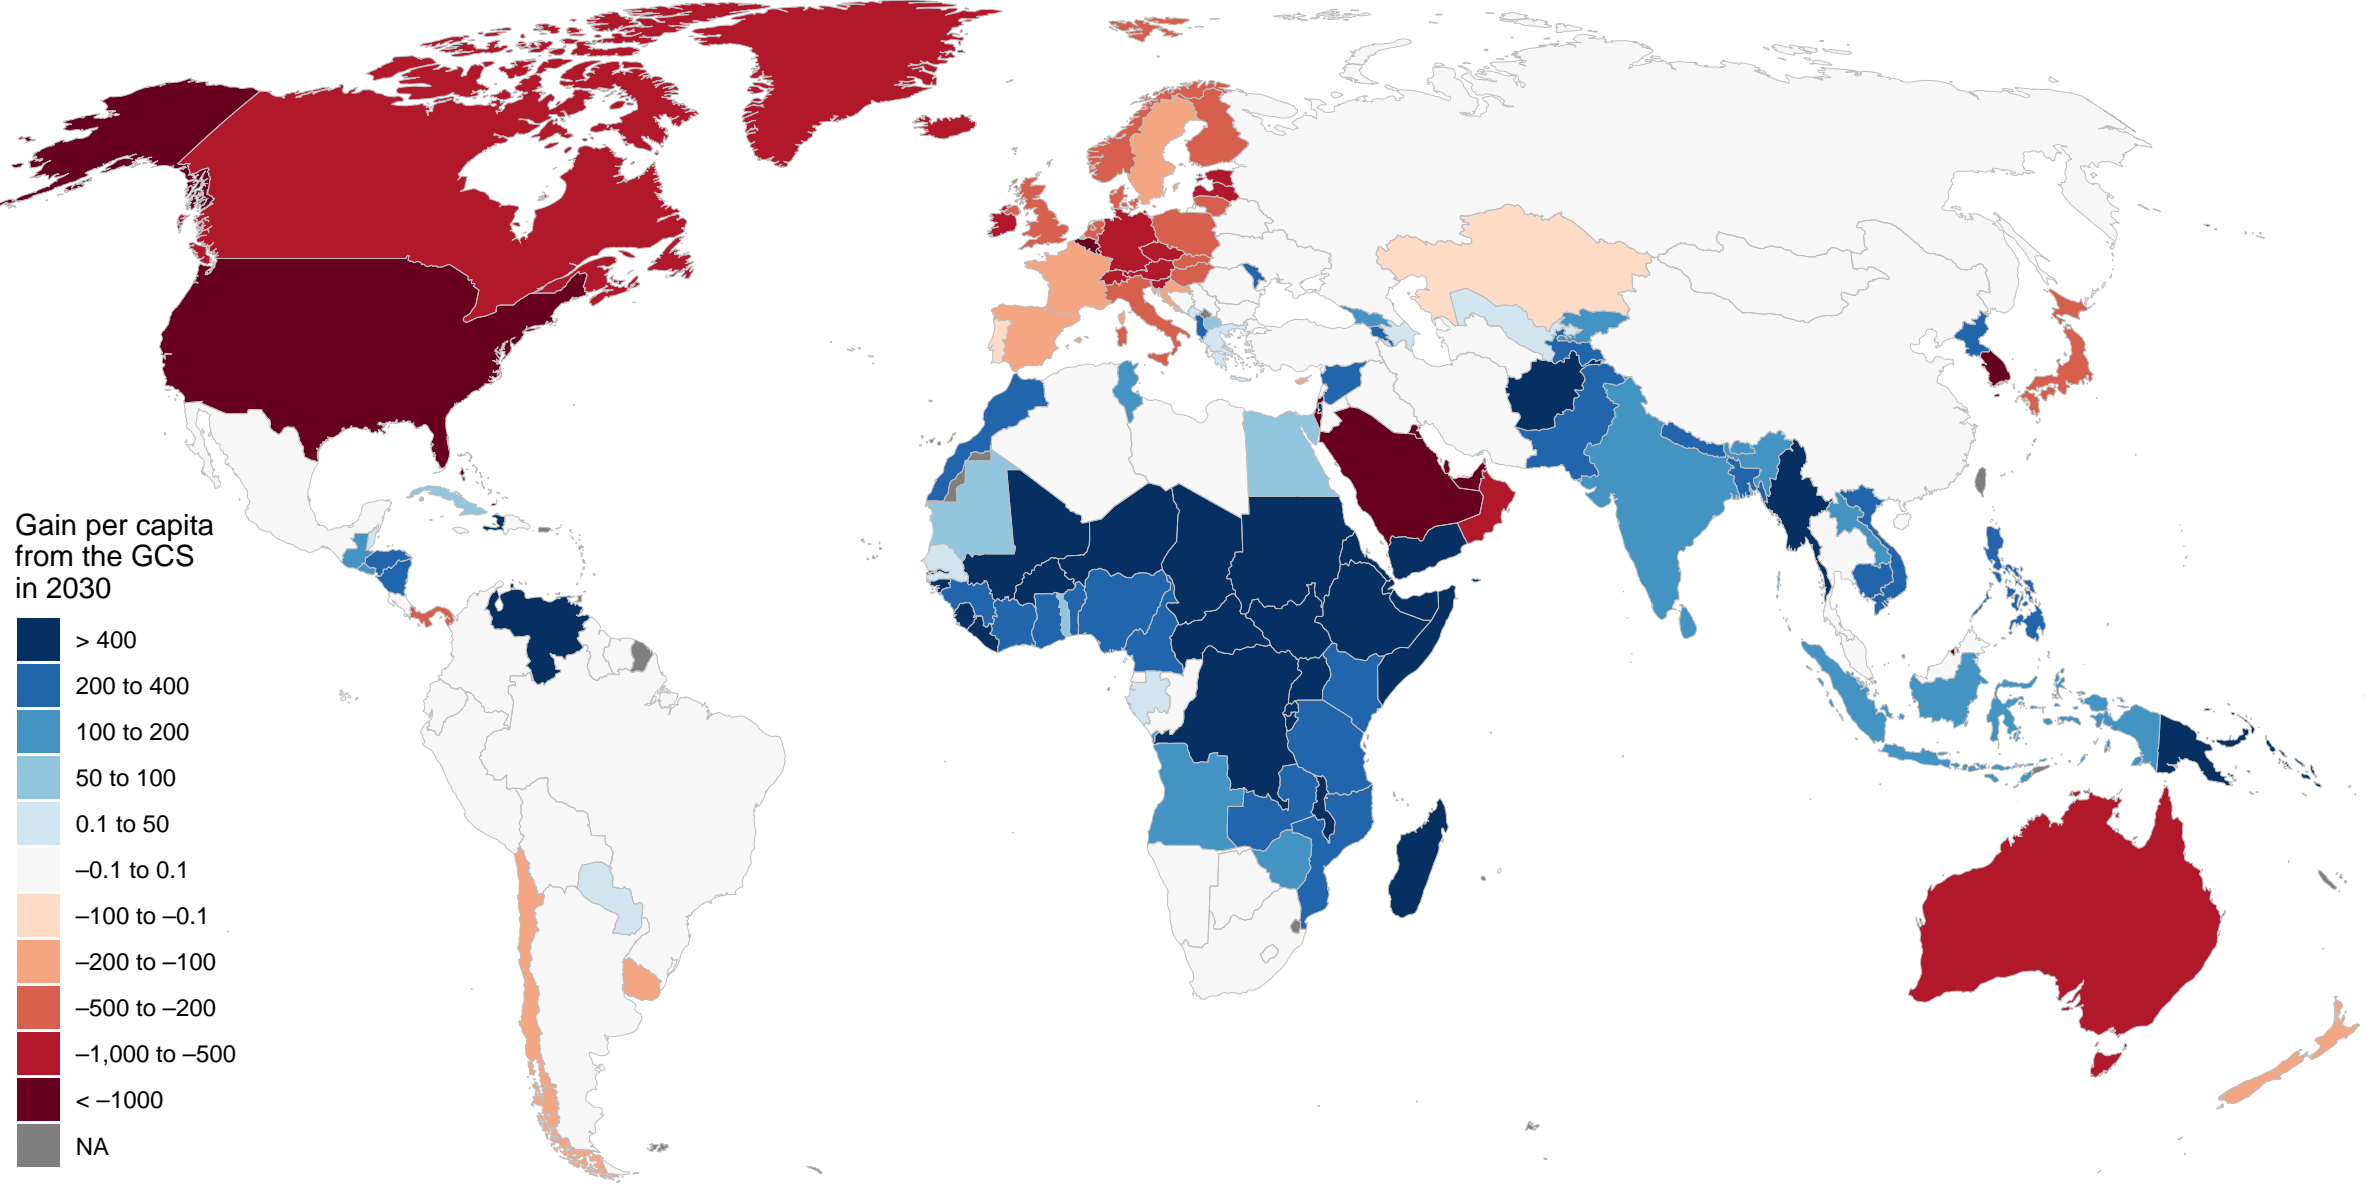 Gain per capita
from the GCS
in 2030
> 400
200 to 400
100 to 200
50 to 100
0.1 to 50
–0.1 to 0.1
–100 to –0.1
–200 to –100
–500 to –200
–1,000 to –500
< –1000
NA